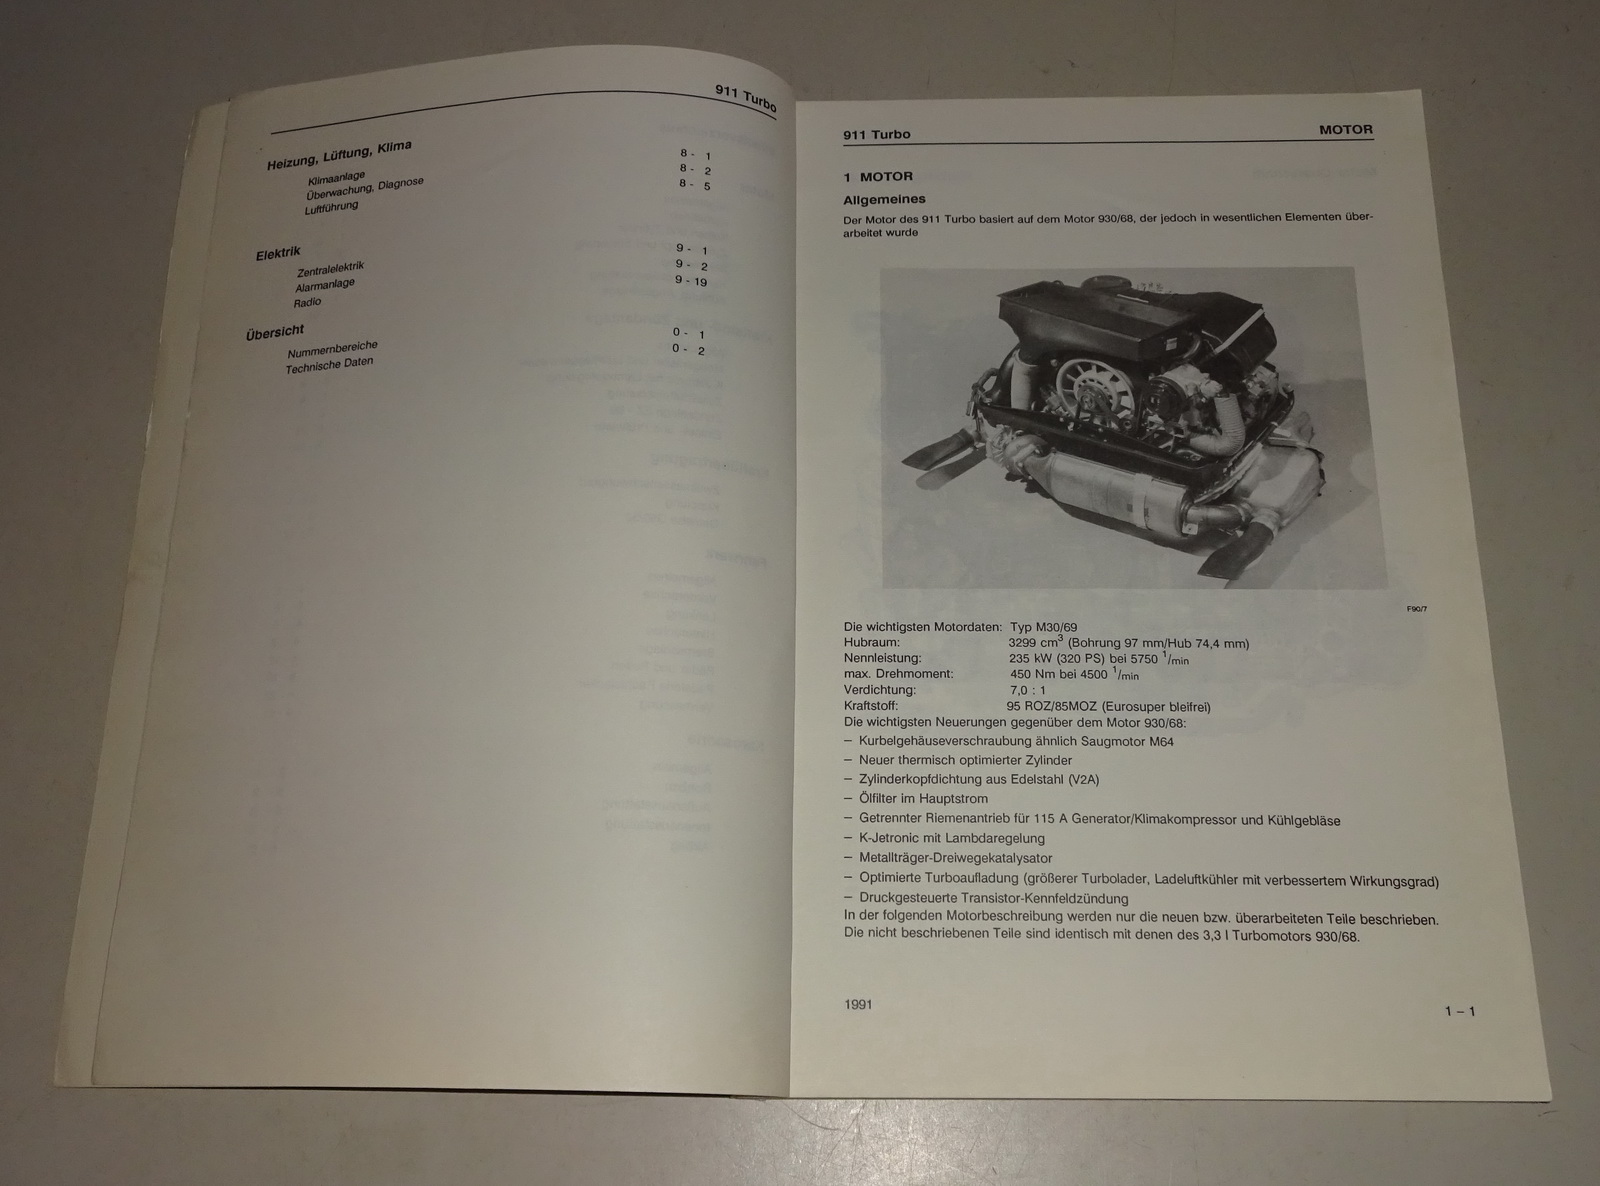 911 Turbo
Heizung, Lüftung, Klima
Klimaanlage 8 - 1
Überwachung, Diagnose 8 - 2
Luftführung 8 - 5
Elektrik
Zentralelektrik 9 - 1
Alarmanlage 9 - 2
Radio 9 - 19
Übersicht
Nummernbereiche 0 - 1
Technische Daten 0 - 2
911 Turbo MOTOR
1 MOTOR
Allgemeines
Der Motor des 911 Turbo basiert auf dem Motor 930/68, der jedoch in wesentlichen Elementen über-
arbeitet wurde
F90/7
Die wichtigsten Motordaten: Typ M30/69
Hubraum: 3299 cm³ (Bohrung 97 mm/Hub 74,4 mm)
Nennleistung: 235 kW (320 PS) bei 5750 ¹/min
max. Drehmoment: 450 Nm bei 4500 ¹/min
Verdichtung: 7,0 : 1
Kraftstoff: 95 ROZ/85MOZ (Eurosuper bleifrei)
Die wichtigsten Neuerungen gegenüber dem Motor 930/68:
– Kurbelgehäuseverschraubung ähnlich Saugmotor M64
– Neuer thermisch optimierter Zylinder
– Zylinderkopfdichtung aus Edelstahl (V2A)
– Ölfilter im Hauptstrom
– Getrennter Riemenantrieb für 115 A Generator/Klimakompressor und Kühlgebläse
– K-Jetronic mit Lambdaregelung
– Metallträger-Dreiwegekatalysator
– Optimierte Turboaufladung (größerer Turbolader, Ladeluftkühler mit verbessertem Wirkungsgrad)
– Druckgesteuerte Transistor-Kennfeldzündung
In der folgenden Motorbeschreibung werden nur die neuen bzw. überarbeiteten Teile beschrieben.
Die nicht beschriebenen Teile sind identisch mit denen des 3,3 l Turbomotors 930/68.
1991 1 – 1